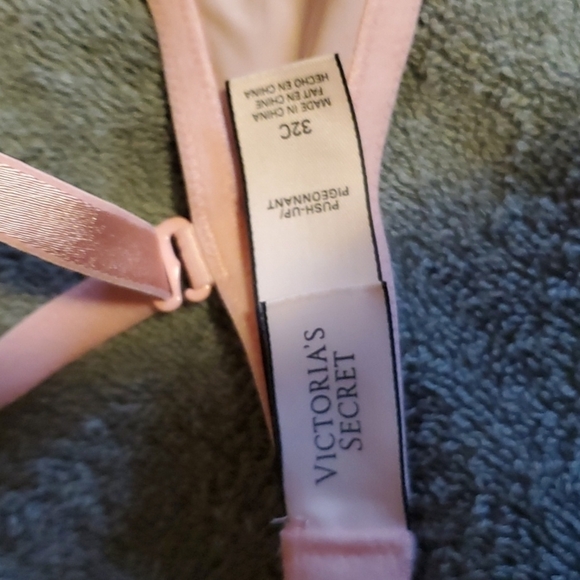 VICTORIA'S
SECRET
PUSH-UP/
PIGEONNANT
32C
MADE IN CHINA
FAIT EN CHINE
HECHO EN CHINA